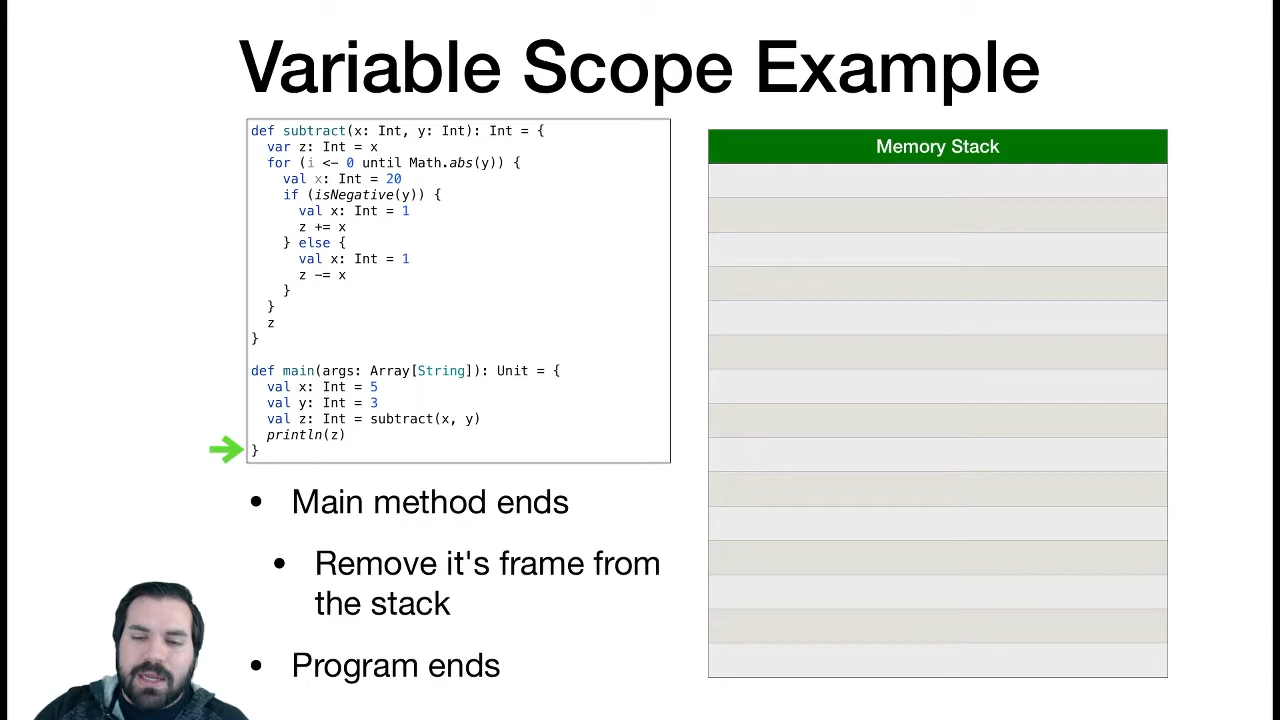 Variable Scope Example
def subtract(x: Int, y: Int): Int = {
  var z: Int = x
  for (i <- 0 until Math.abs(y)) {
    val x: Int = 20
    if (isNegative(y)) {
      val x: Int = 1
      z += x
    } else {
      val x: Int = 1
      z -= x
    }
  }
  z
}
def main(args: Array[String]): Unit = {
  val x: Int = 5
  val y: Int = 3
  val z: Int = subtract(x, y)
  println(z)
}
• Main method ends
• Remove it's frame from
the stack
• Program ends
Memory Stack